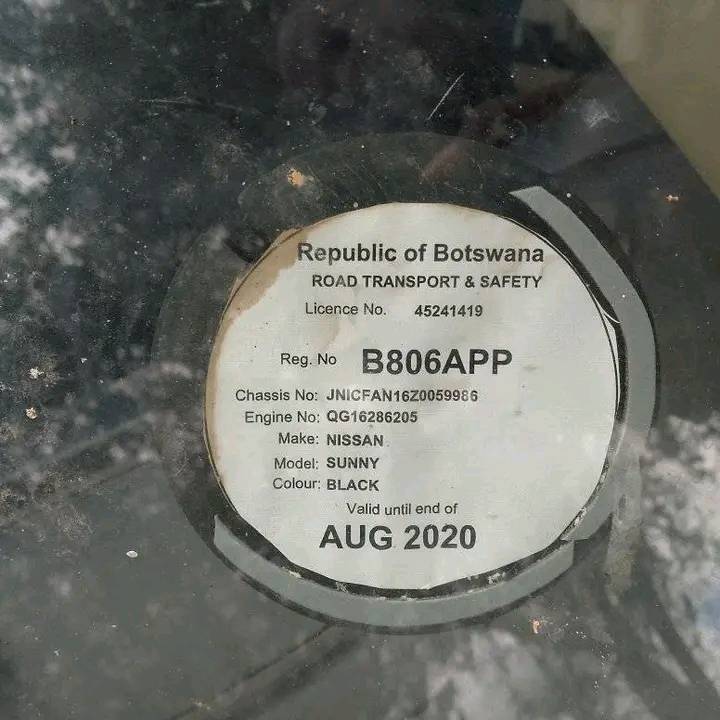 Republic of Botswana
ROAD TRANSPORT & SAFETY
Licence No. 45241419
Reg. No B806APP
Chassis No: JNICFAN16Z0059986
Engine No: QG16286205
Make: NISSAN
Model: SUNNY
Colour: BLACK
Valid until end of
AUG 2020